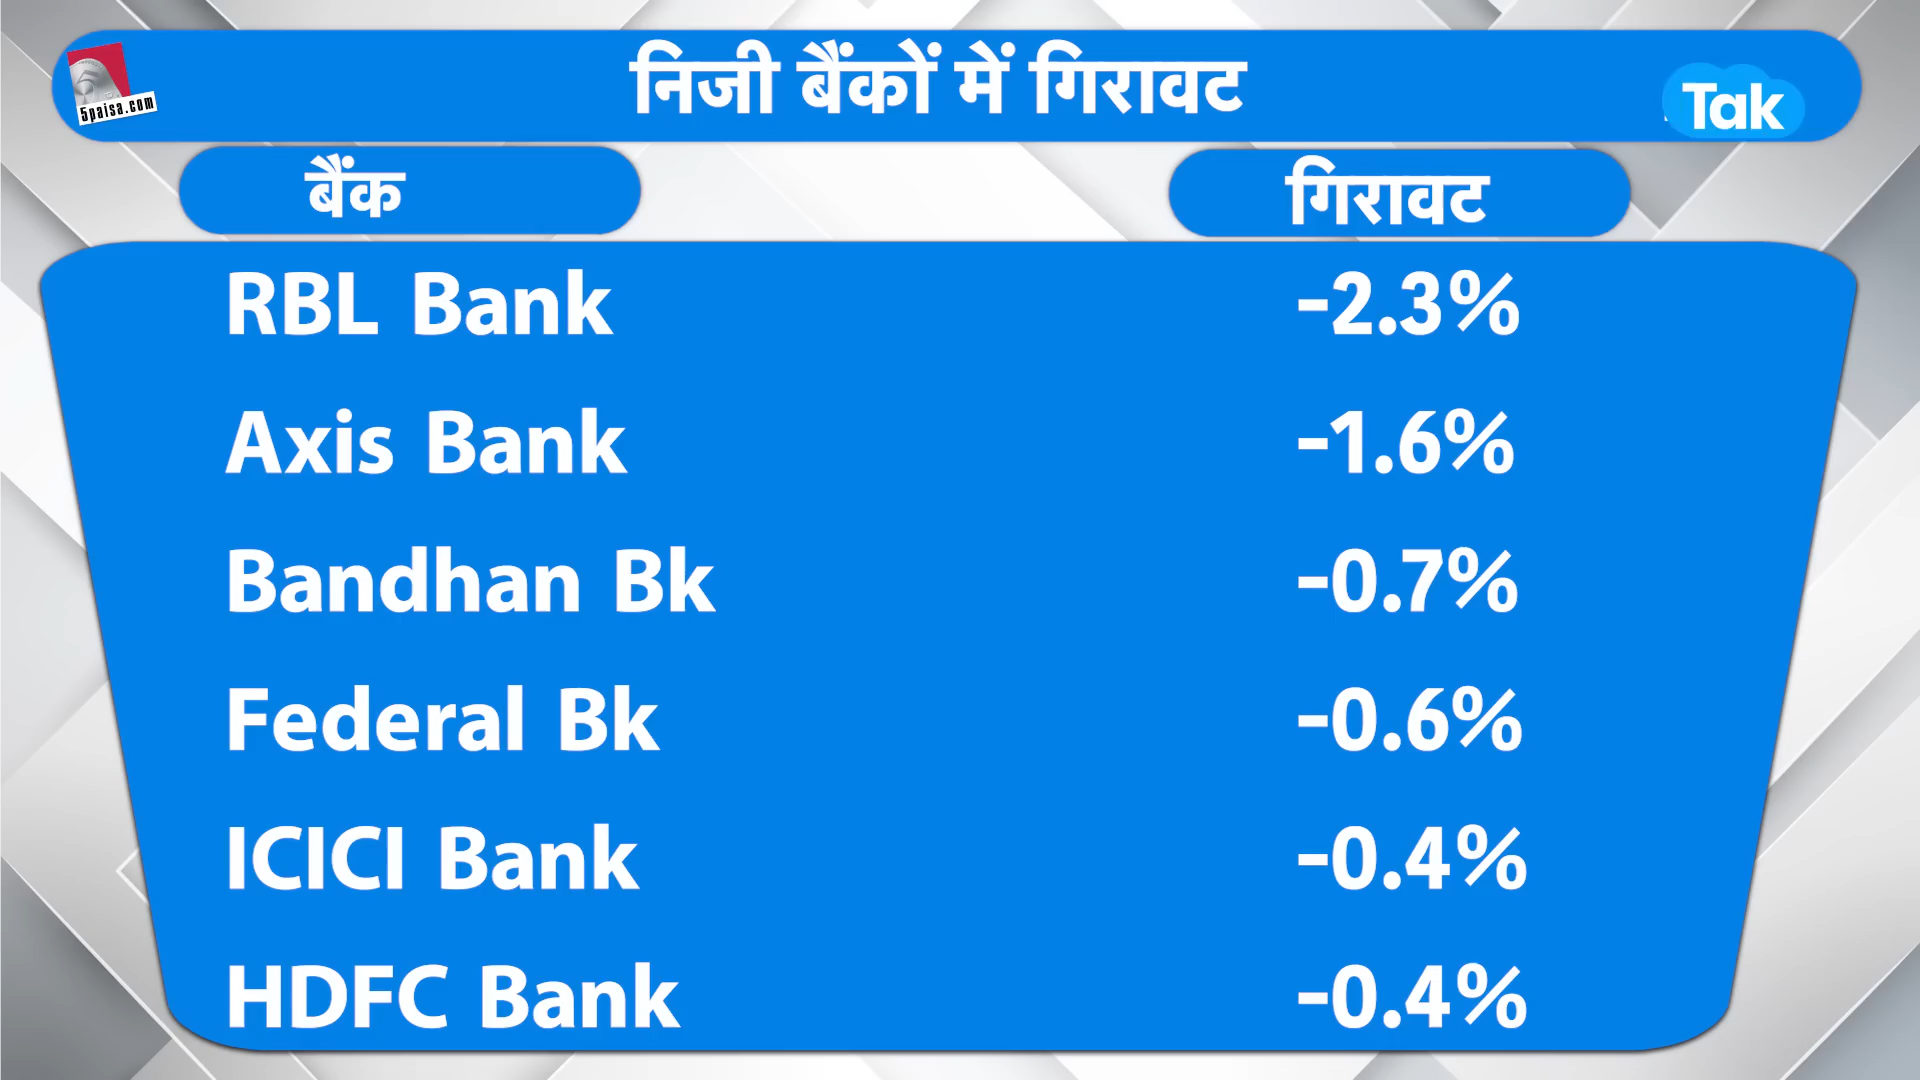 5paisa.com
निजी बैंकों में गिरावट
Tak
बैंक गिरावट
RBL Bank -2.3%
Axis Bank -1.6%
Bandhan Bk -0.7%
Federal Bk -0.6%
ICICI Bank -0.4%
HDFC Bank -0.4%